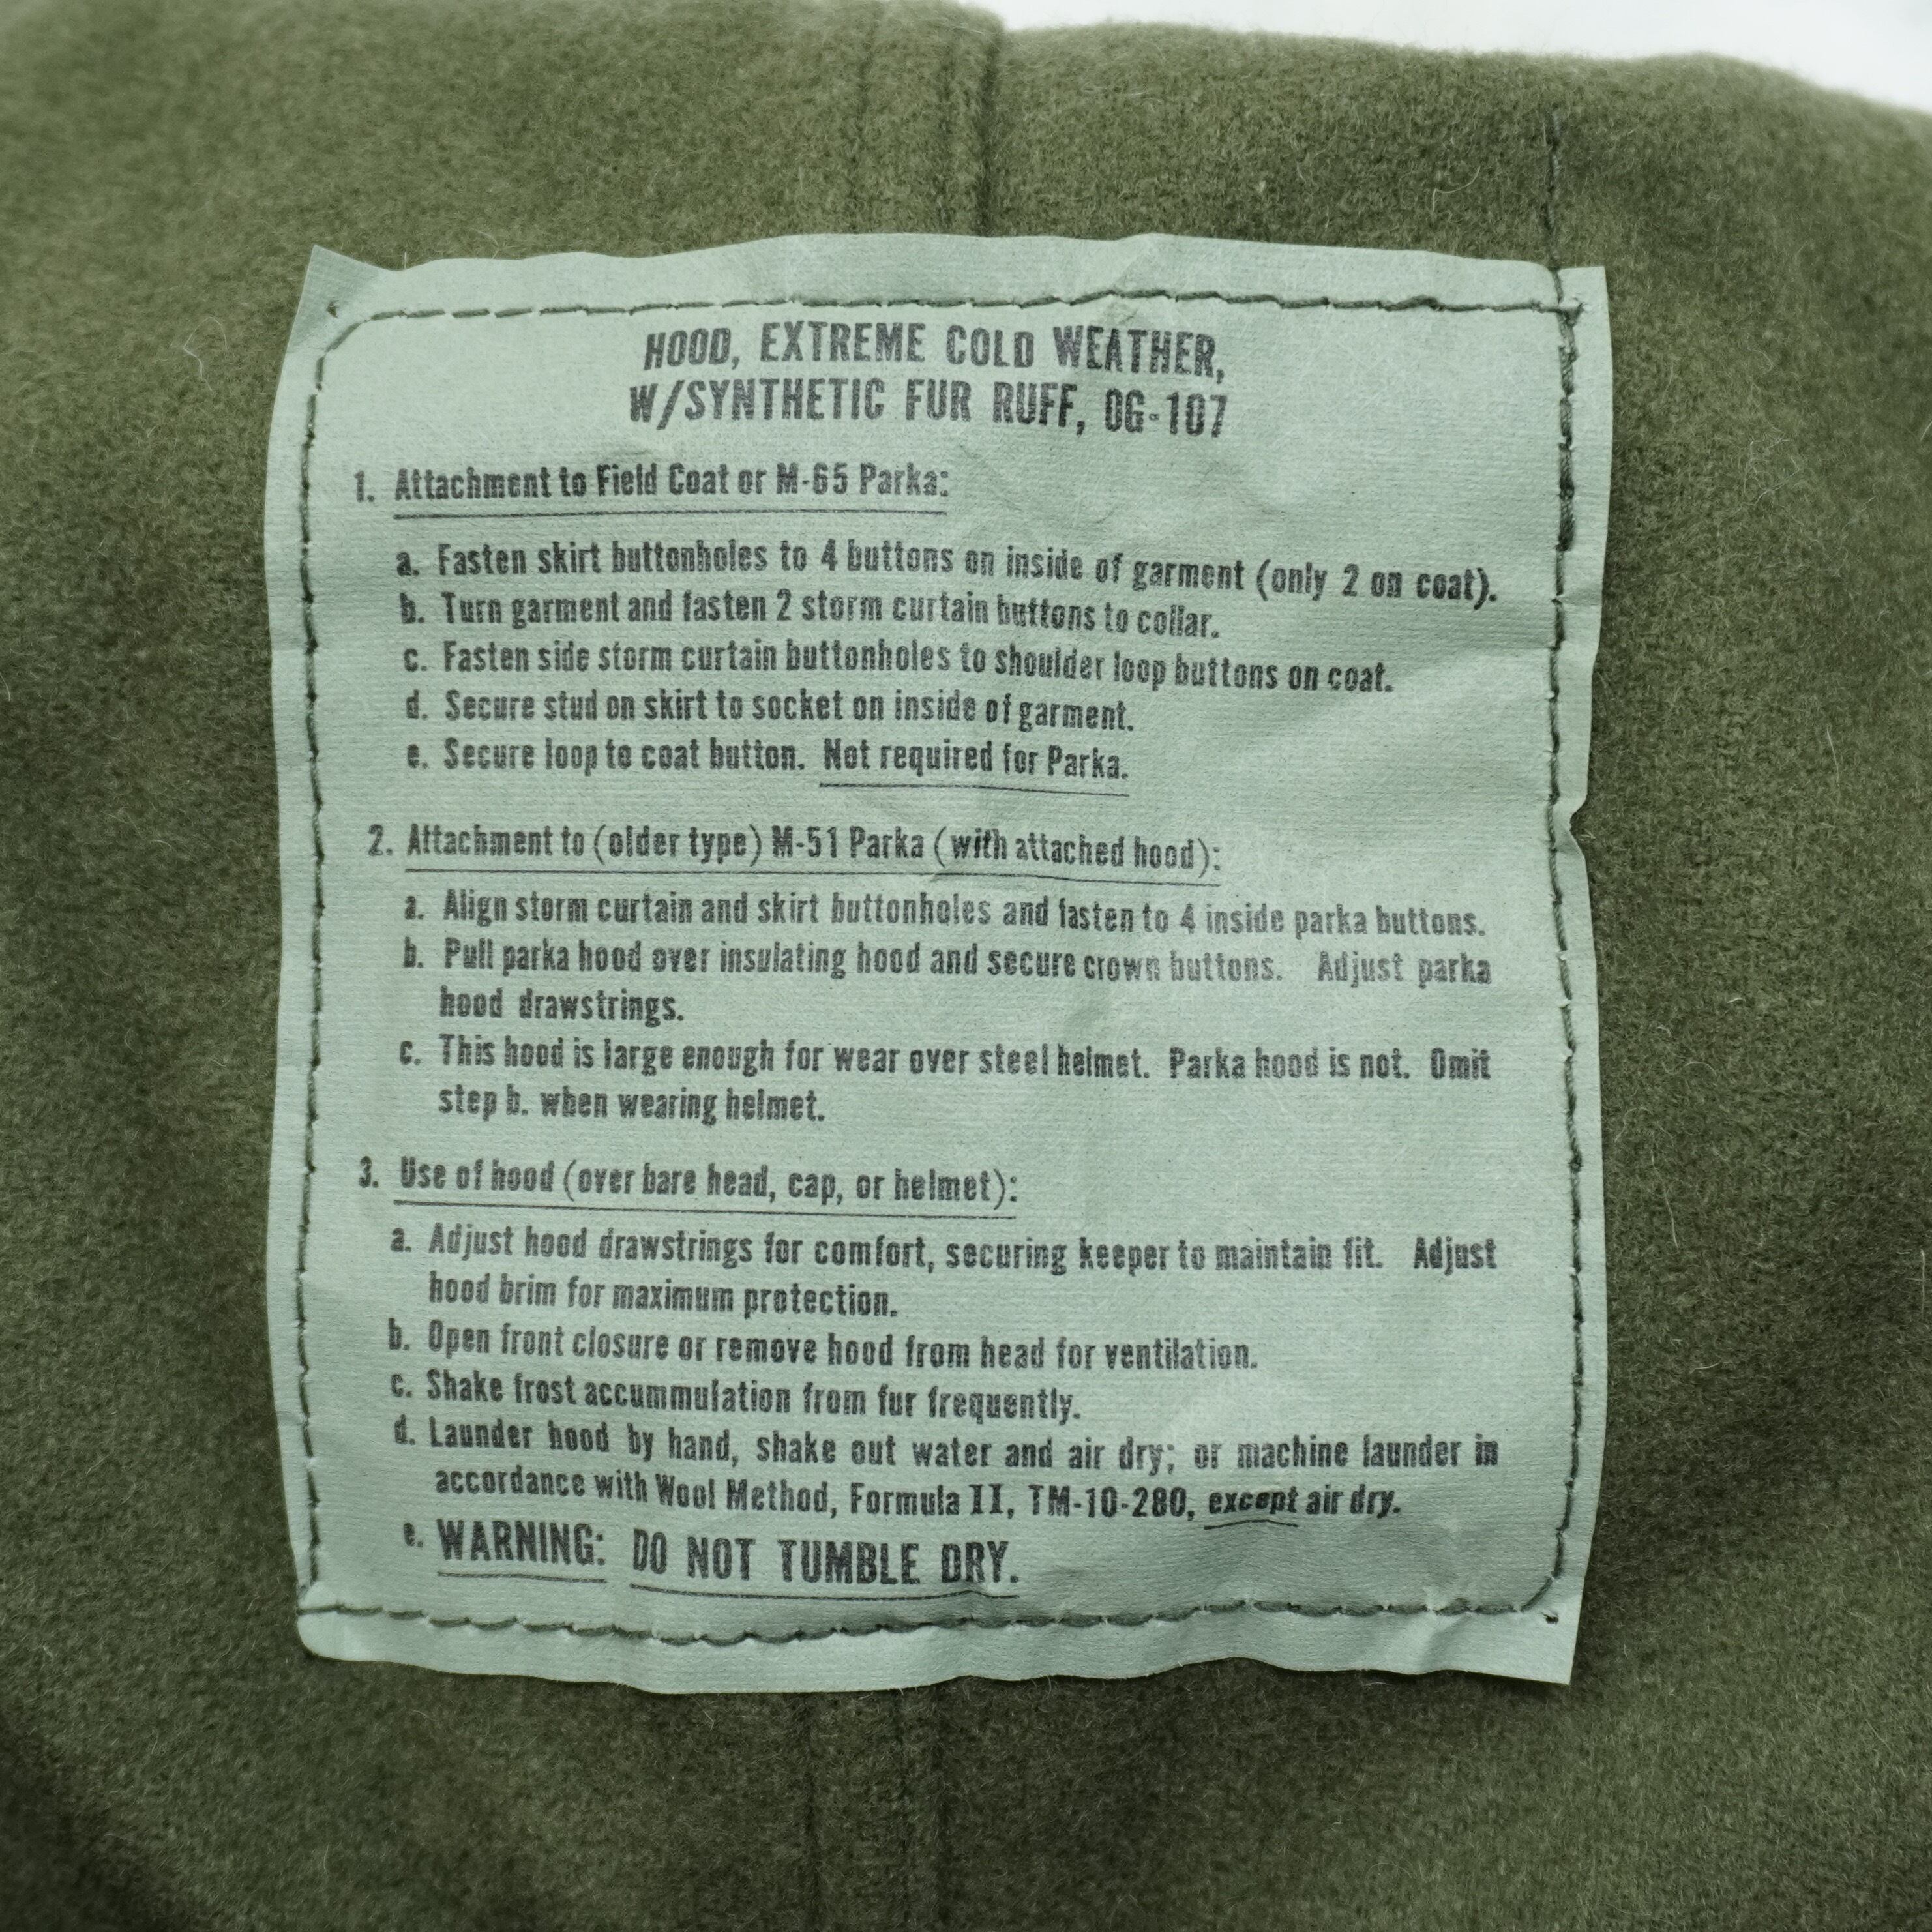 HOOD, EXTREME COLD WEATHER,
W/SYNTHETIC FUR RUFF, OG-107
1. Attachment to Field Coat or M-65 Parka:
a. Fasten skirt buttonholes to 4 buttons on inside of garment (only 2 on coat).
b. Turn garment and fasten 2 storm curtain buttons to collar.
c. Fasten side storm curtain buttonholes to shoulder loop buttons on coat.
d. Secure stud on skirt to socket on inside of garment.
e. Secure loop to coat button. Not required for Parka.
2. Attachment to (older type) M-51 Parka (with attached hood):
a. Align storm curtain and skirt buttonholes and fasten to 4 inside parka buttons.
b. Pull parka hood over insulating hood and secure crown buttons. Adjust parka
hood drawstrings.
c. This hood is large enough for wear over steel helmet. Parka hood is not. Omit
step b. when wearing helmet.
3. Use of hood (over bare head, cap, or helmet):
a. Adjust hood drawstrings for comfort, securing keeper to maintain fit. Adjust
hood brim for maximum protection.
b. Open front closure or remove hood from head for ventilation.
c. Shake frost accummulation from fur frequently.
d. Launder hood by hand, shake out water and air dry; or machine launder in
accordance with Wool Method, Formula II, TM-10-280, except air dry.
e. WARNING: DO NOT TUMBLE DRY.